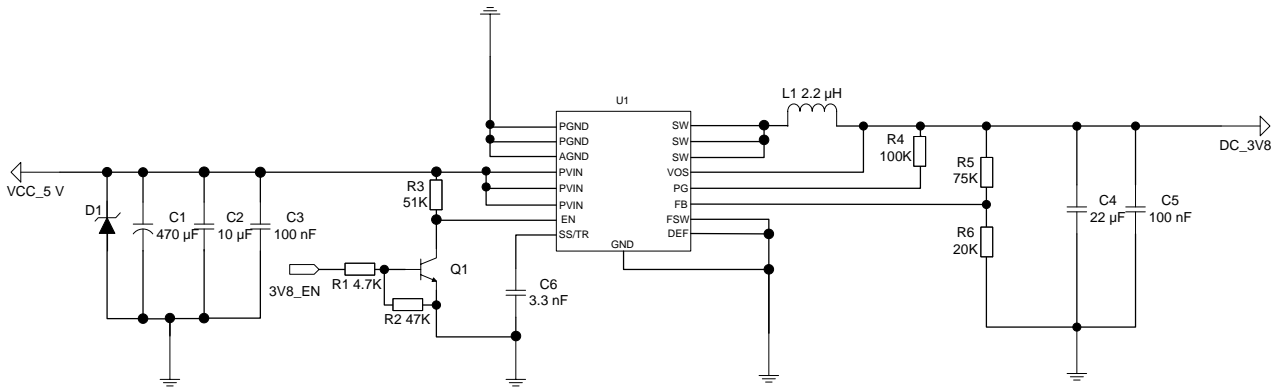 U1
PGND
PGND
AGND
PVIN
PVIN
PVIN
EN
SS/TR
GND
SW
SW
SW
VOS
PG
FB
FSW
DEF
L1 2.2 µH
DC_3V8
R4
100K
R5
75K
R6
20K
C4
22 µF
C5
100 nF
VCC_5 V
D1
C1
470 µF
C2
10 µF
C3
100 nF
R3
51K
3V8_EN
R1 4.7K
R2 47K
Q1
C6
3.3 nF